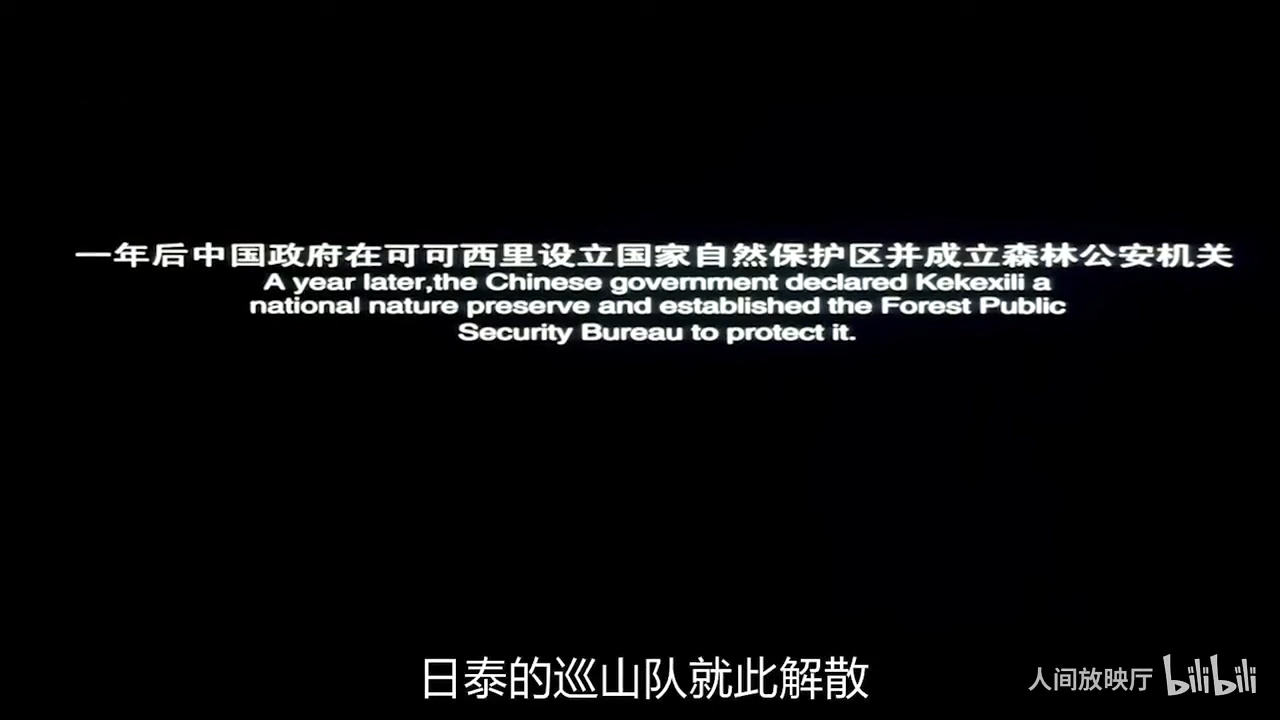 一年后中国政府在可可西里设立国家自然保护区并成立森林公安机关
A year later,the Chinese government declared Kekexili a
national nature preserve and established the Forest Public
Security Bureau to protect it.
日泰的巡山队就此解散
人间放映厅 bilibili